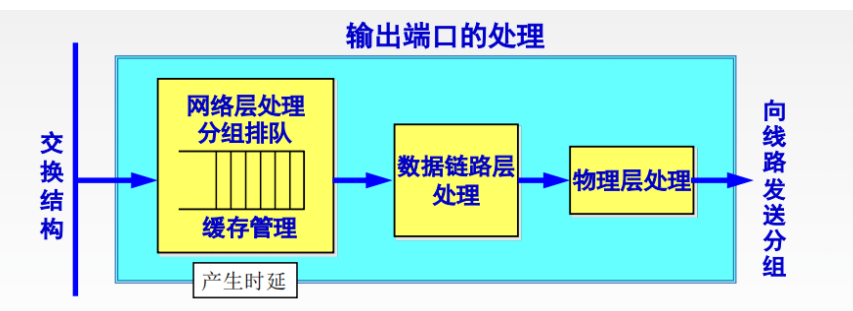 输出端口的处理
交换结构
网络层处理
分组排队
缓存管理
产生时延
数据链路层
处理
物理层处理
向线路发送分组